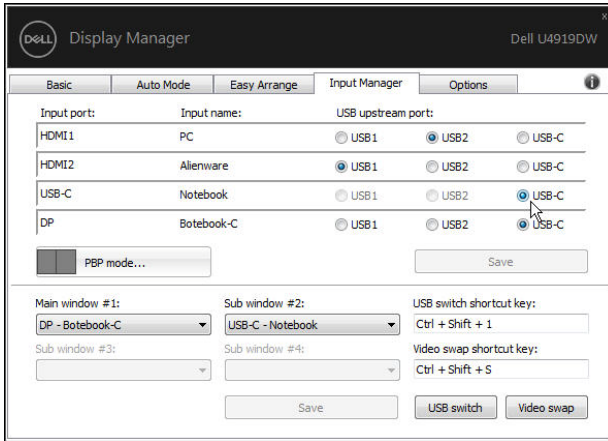 x
DELL Display Manager Dell U4919DW
Basic Auto Mode Easy Arrange Input Manager Options i
Input port: Input name: USB upstream port:
HDMI1 PC USB1 USB2 USB-C
HDMI2 Alienware USB1 USB2 USB-C
USB-C Notebook USB1 USB2 USB-C
DP Botebook-C USB1 USB2 USB-C
PBP mode... Save
Main window #1: Sub window #2: USB switch shortcut key:
DP - Botebook-C USB-C - Notebook Ctrl + Shift + 1
Sub window #3: Sub window #4: Video swap shortcut key:
Ctrl + Shift + S
Save USB switch Video swap